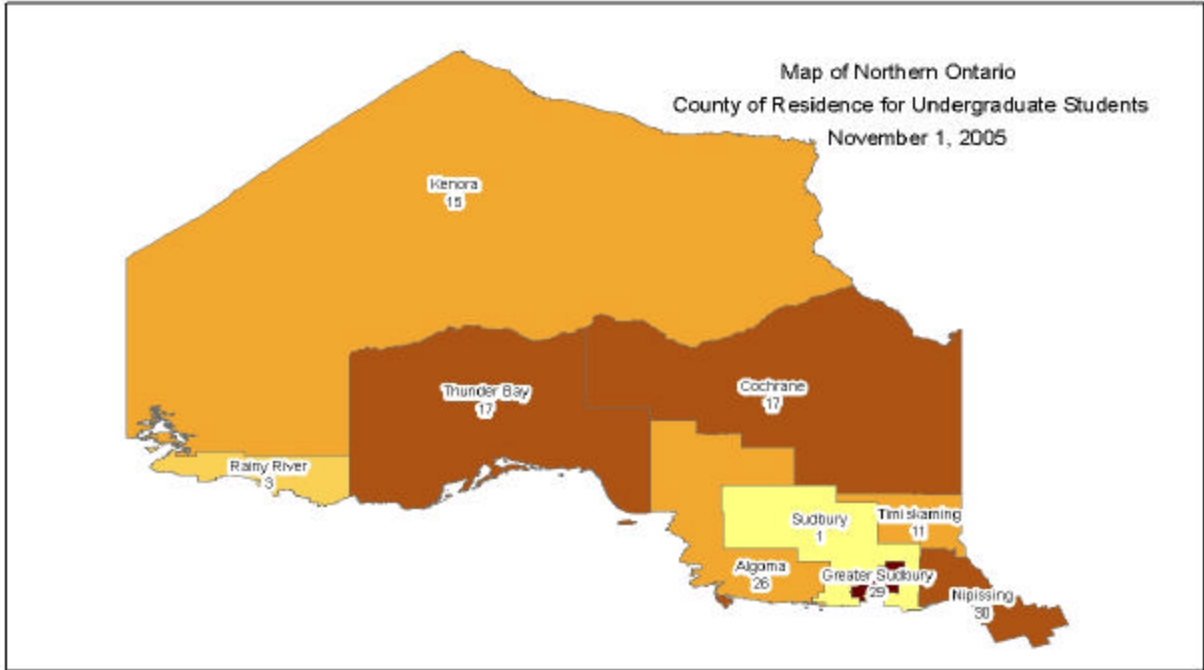 Map of Northern Ontario
County of Residence for Undergraduate Students
November 1, 2005
Kenora
15
Thunder Bay
17
Cochrane
17
Rainy River
3
Sudbury
1
Timiskaming
11
Algoma
26
Greater Sudbury
29
Nipissing
30